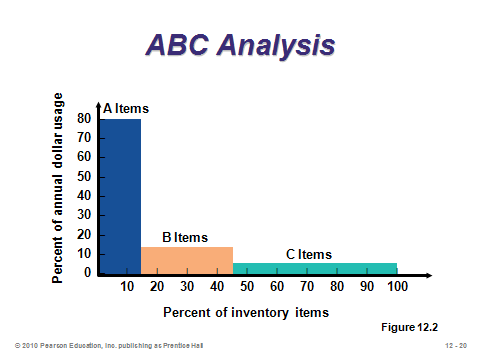 ABC Analysis
Percent of annual dollar usage
80
70
60
50
40
30
20
10
0
A Items
B Items
C Items
10 20 30 40 50 60 70 80 90 100
Percent of inventory items
Figure 12.2
© 2010 Pearson Education, Inc. publishing as Prentice Hall
12 - 20